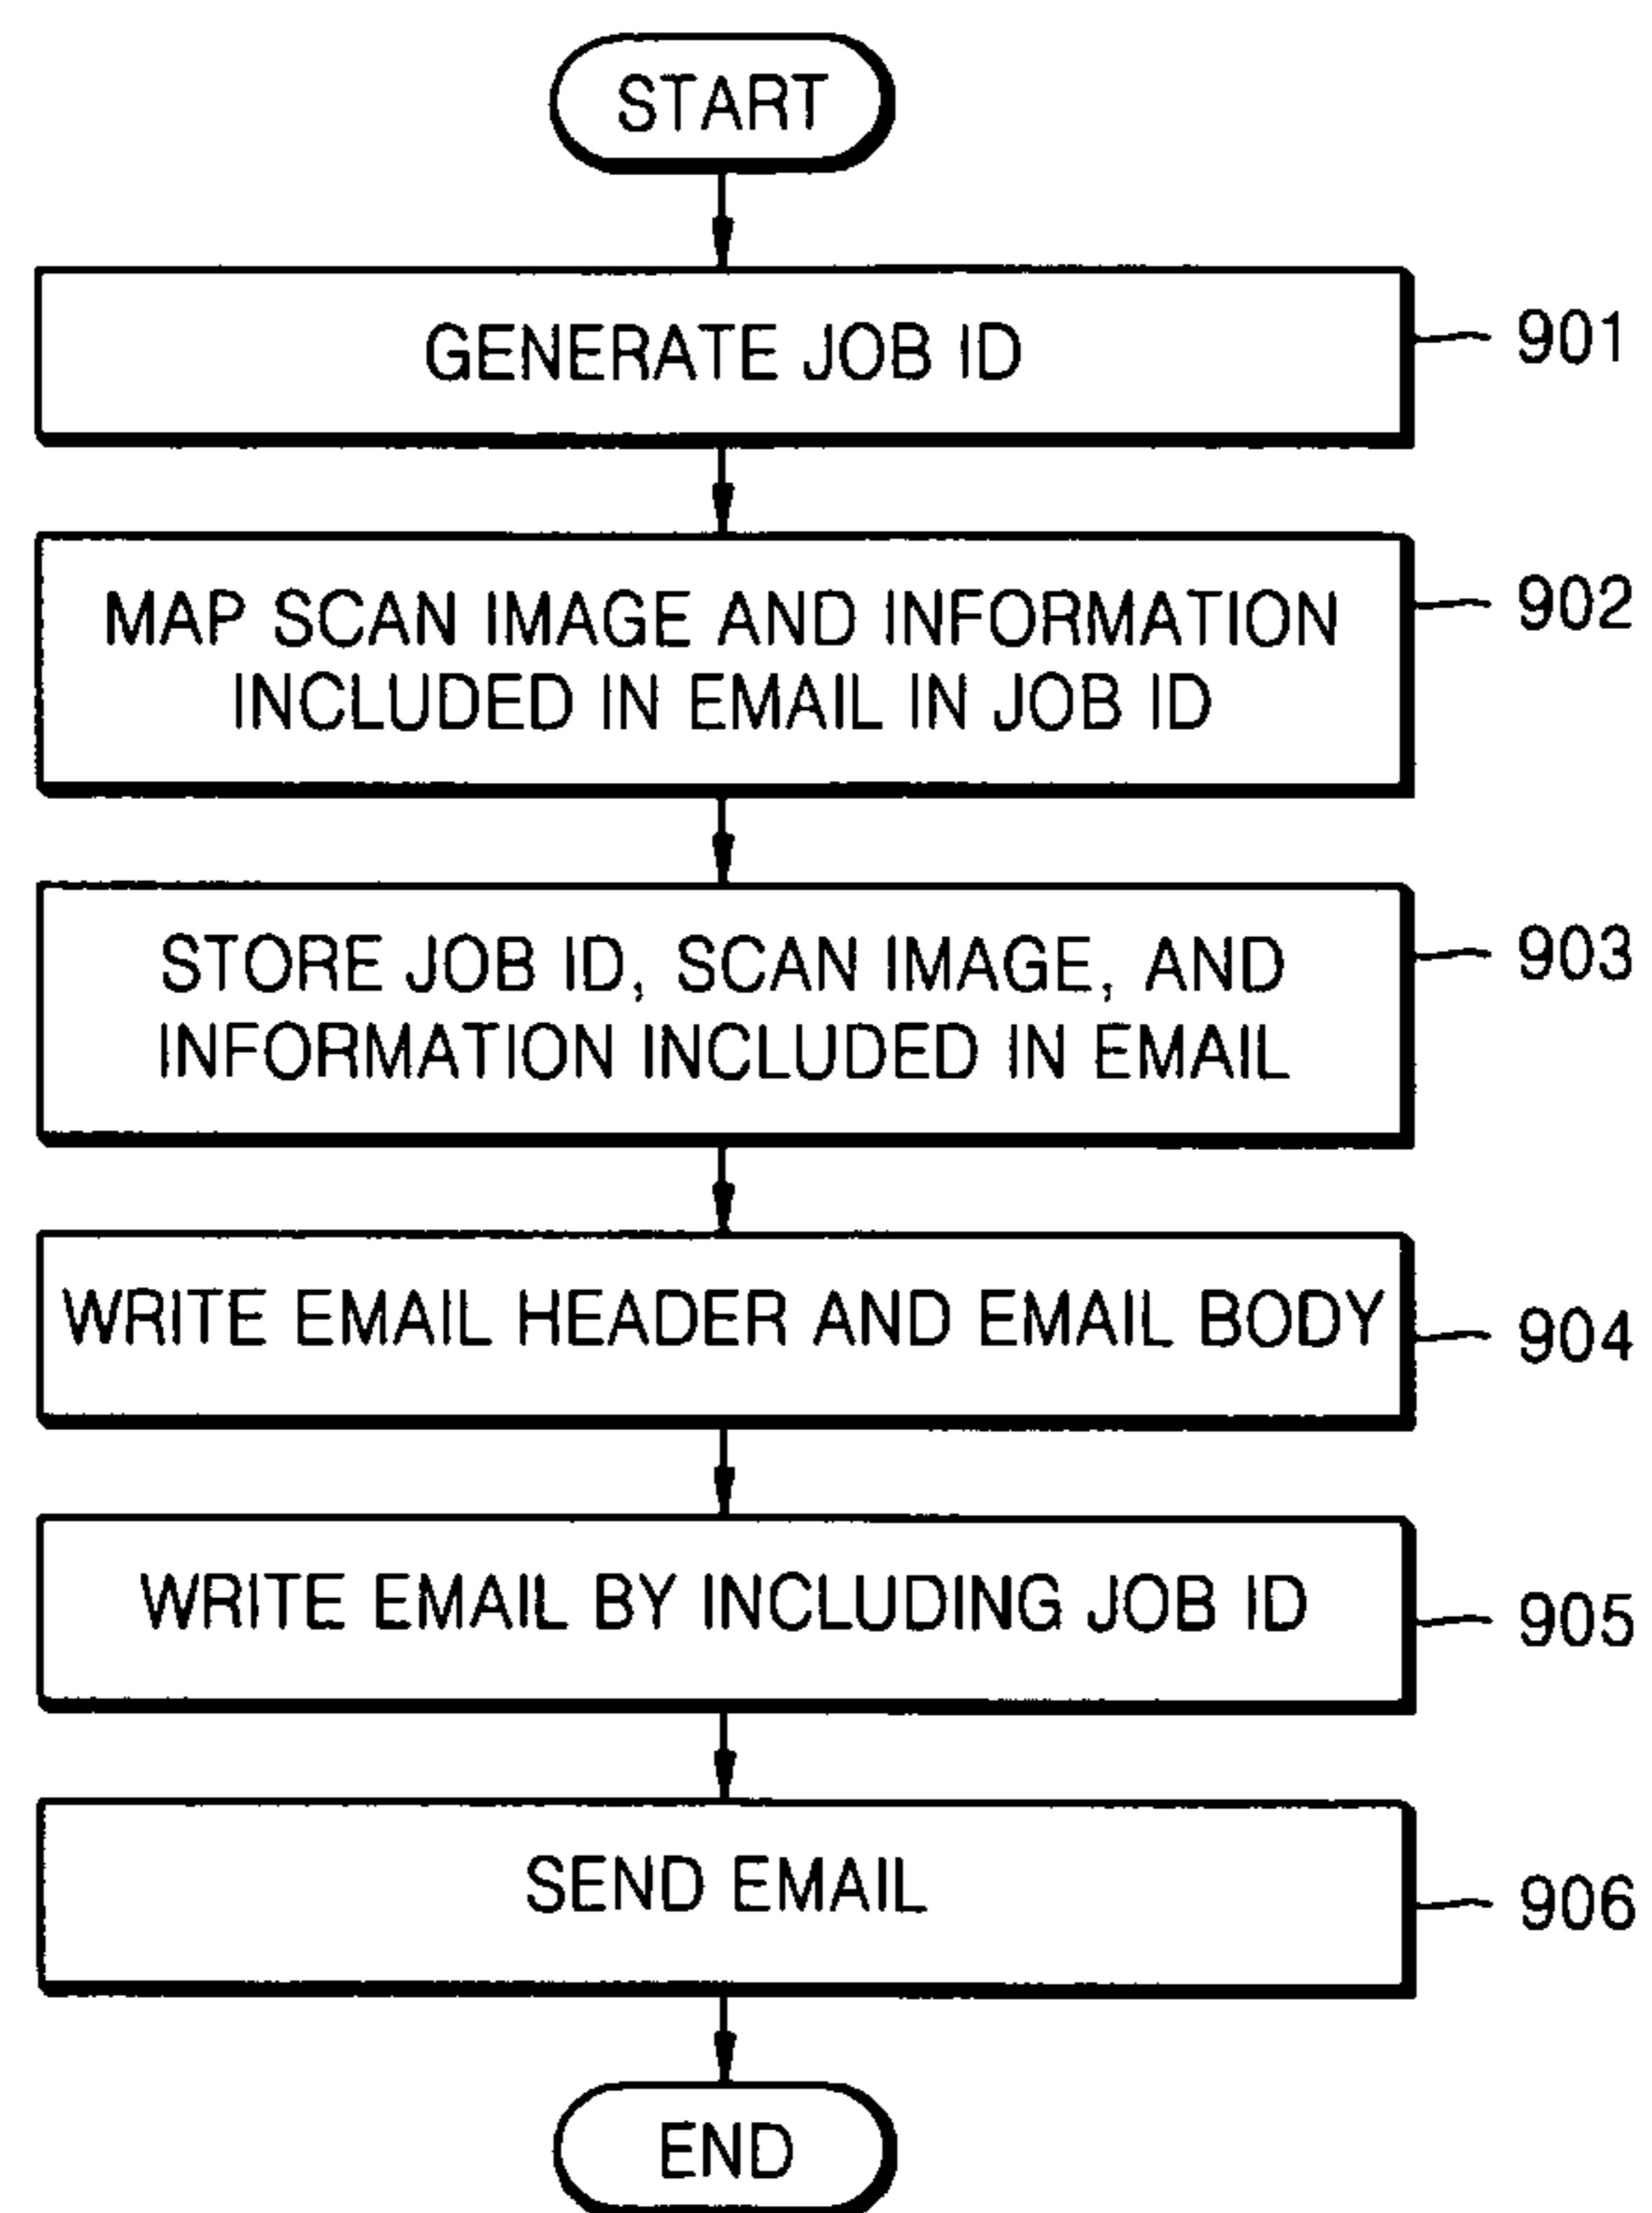 START
GENERATE JOB ID
901
MAP SCAN IMAGE AND INFORMATION
INCLUDED IN EMAIL IN JOB ID
902
STORE JOB ID, SCAN IMAGE, AND
INFORMATION INCLUDED IN EMAIL
903
WRITE EMAIL HEADER AND EMAIL BODY
904
WRITE EMAIL BY INCLUDING JOB ID
905
SEND EMAIL
906
END